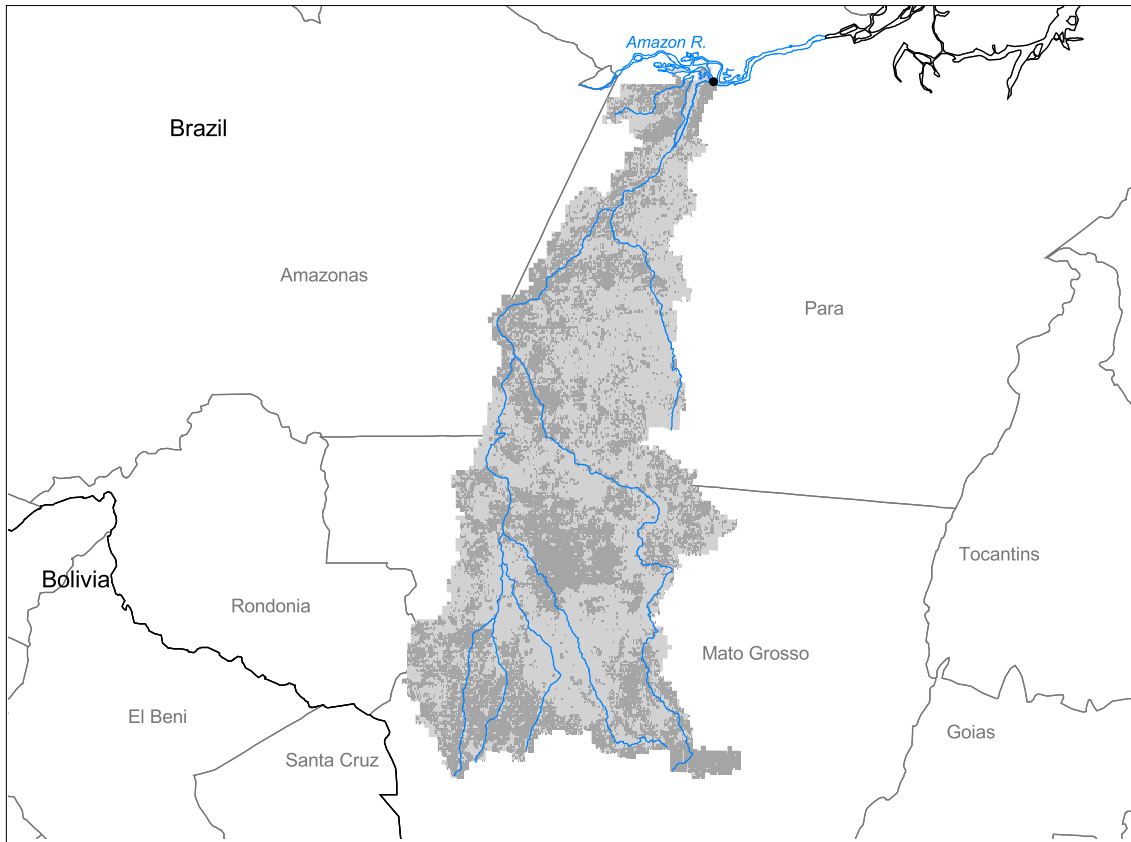 Amazon R.
Brazil
Amazonas
Para
Tocantins
Bolivia
Rondonia
Mato Grosso
El Beni
Goias
Santa Cruz